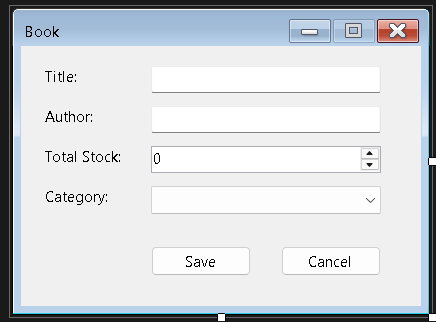 Book
Title:
Author:
Total Stock: 0
Category:
Save Cancel